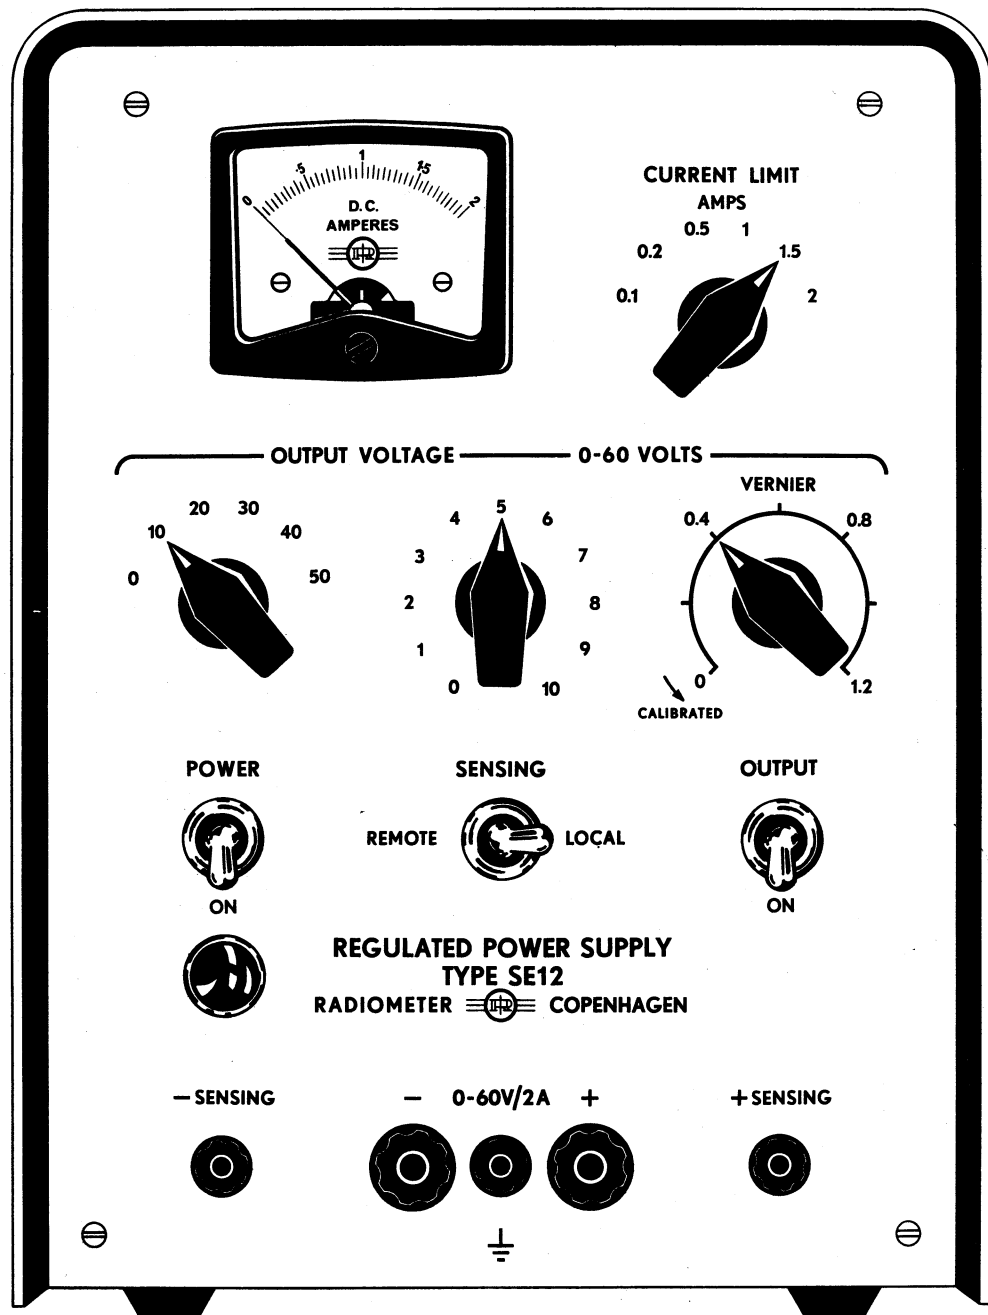 0 .5 1 1.5 2
D.C.
AMPERES
CURRENT LIMIT
AMPS
0.1 0.2 0.5 1 1.5 2
OUTPUT VOLTAGE 0-60 VOLTS
0 10 20 30 40 50
0 1 2 3 4 5 6 7 8 9 10
VERNIER
0 0.4 0.8 1.2
CALIBRATED
POWER
ON
SENSING
REMOTE LOCAL
OUTPUT
ON
REGULATED POWER SUPPLY
TYPE SE12
RADIOMETER COPENHAGEN
− SENSING
− 0-60V/2A +
+ SENSING